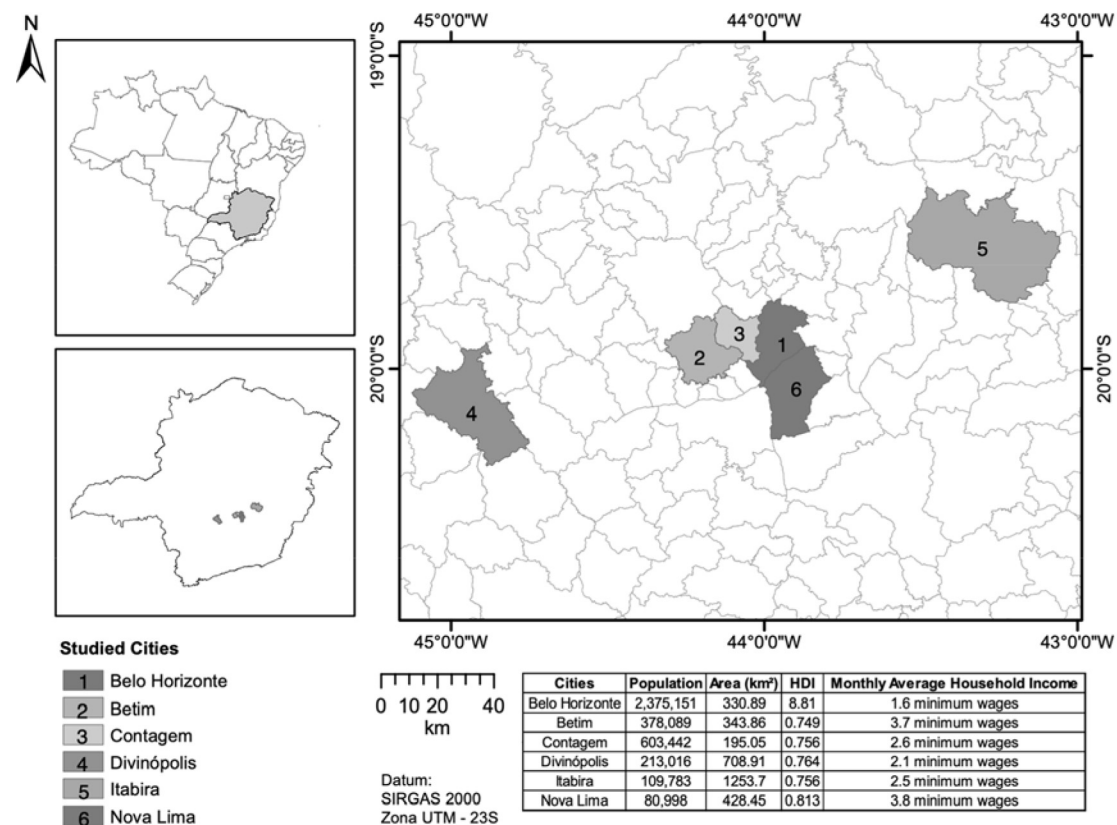 N
45°0'0"W 44°0'0"W 43°0'0"W
19°0'0"S
19°0'0"S
20°0'0"S
20°0'0"S
1
2
3
4
5
6
45°0'0"W 44°0'0"W 43°0'0"W
Studied Cities
1 Belo Horizonte
2 Betim
3 Contagem
4 Divinópolis
5 Itabira
6 Nova Lima
0 10 20 40
km
Datum:
SIRGAS 2000
Zona UTM - 23S
Cities Population Area (km²) HDI Monthly Average Household Income
Belo Horizonte 2,375,151 330.89 8.81 1.6 minimum wages
Betim 378,089 343.86 0.749 3.7 minimum wages
Contagem 603,442 195.05 0.756 2.6 minimum wages
Divinópolis 213,016 708.91 0.764 2.1 minimum wages
Itabira 109,783 1253.7 0.756 2.5 minimum wages
Nova Lima 80,998 428.45 0.813 3.8 minimum wages